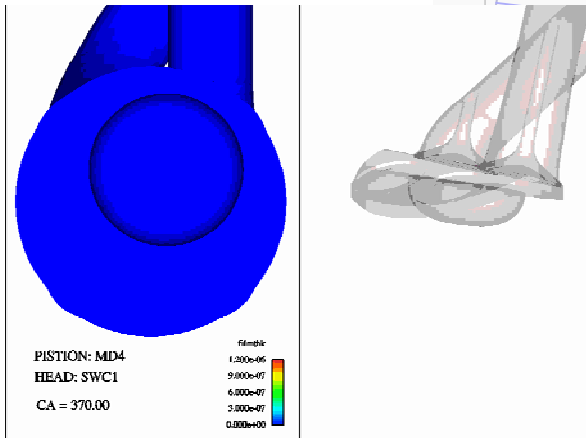 PISTION: MD4
HEAD: SWC1
CA = 370.00
filmthk
1.200e-06
9.000e-07
6.000e-07
3.000e-07
0.000e+00